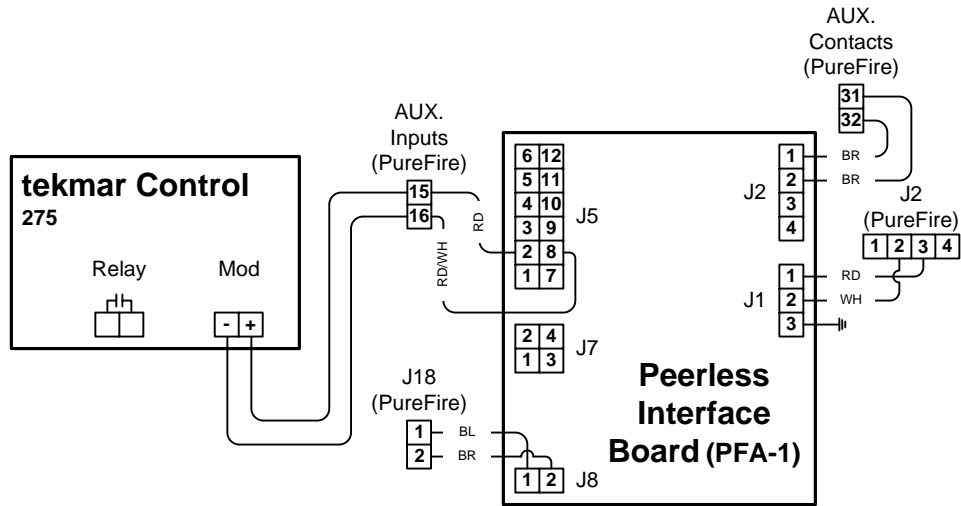 AUX.
Contacts
(PureFire)
31
32
AUX.
Inputs
(PureFire)
15
16
tekmar Control
275
Relay
Mod
- +
RD
RD/WH
6 12
5 11
4 10
3 9
2 8
1 7
J5
2 4
1 3
J7
J18
(PureFire)
1 BL
2 BR
1 2
J8
J2
1 BR
2 BR
3
4
J2
(PureFire)
1 2 3 4
J1
1 RD
2 WH
3
Peerless
Interface
Board (PFA-1)